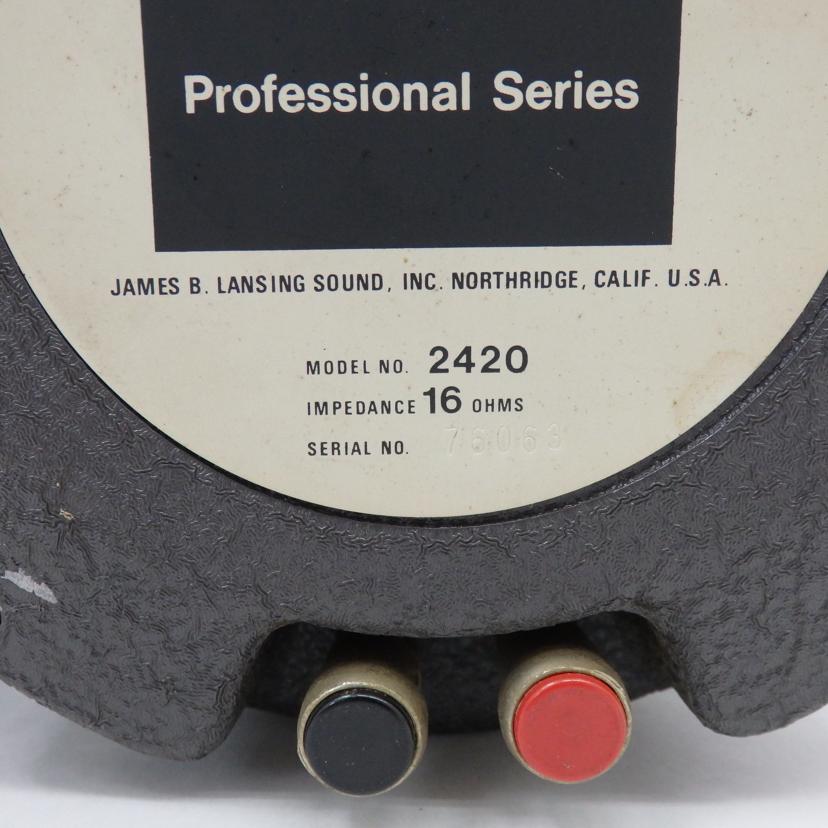 Professional Series
JAMES B. LANSING SOUND, INC. NORTHRIDGE, CALIF. U.S.A.
MODEL NO. 2420
IMPEDANCE 16 OHMS
SERIAL NO. 76063